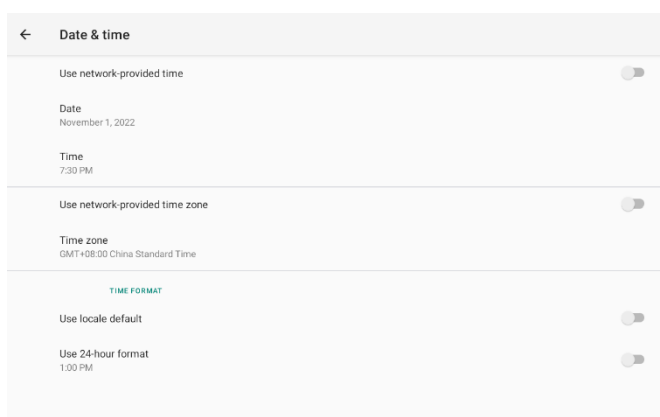 Date & time
Use network-provided time
Date
November 1, 2022
Time
7:30 PM
Use network-provided time zone
Time zone
GMT+08:00 China Standard Time
TIME FORMAT
Use locale default
Use 24-hour format
1:00 PM